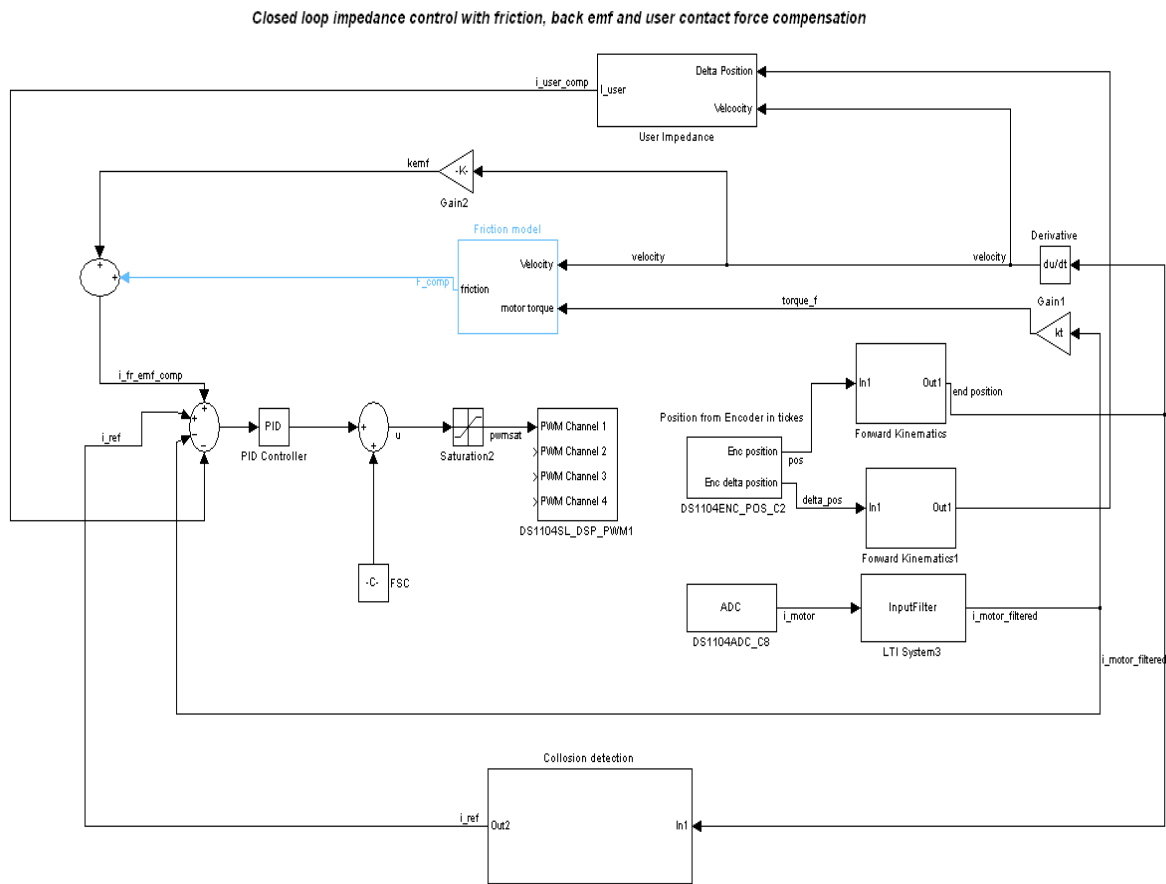 Closed loop impedance control with friction, back emf and user contact force compensation
Delta Position
i_user_comp
I_user
Velcocity
User Impedance
kemf
-K-
Gain2
Friction model
Derivative
+
Velocity
velocity
velocity
du/dt
+
F_comp
friction
motor torque
torque_f
Gain1
kt
i_fr_emf_comp
In1
Out1
end position
+
+
i_ref
PID
+
u
pwmsat
PWM Channel 1
Position from Encoder in tickes
Forward Kinematics
−
−
PID Controller
+
Saturation2
PWM Channel 2
Enc position
pos
PWM Channel 3
Enc delta position
delta_pos
PWM Channel 4
DS1104ENC_POS_C2
In1
Out1
DS1104SL_DSP_PWM1
Forward Kinematics1
-C-
FSC
ADC
i_motor
InputFilter
i_motor_filtered
DS1104ADC_C8
LTI System3
i_motor_filtered
Collosion detection
i_ref
Out2
In1